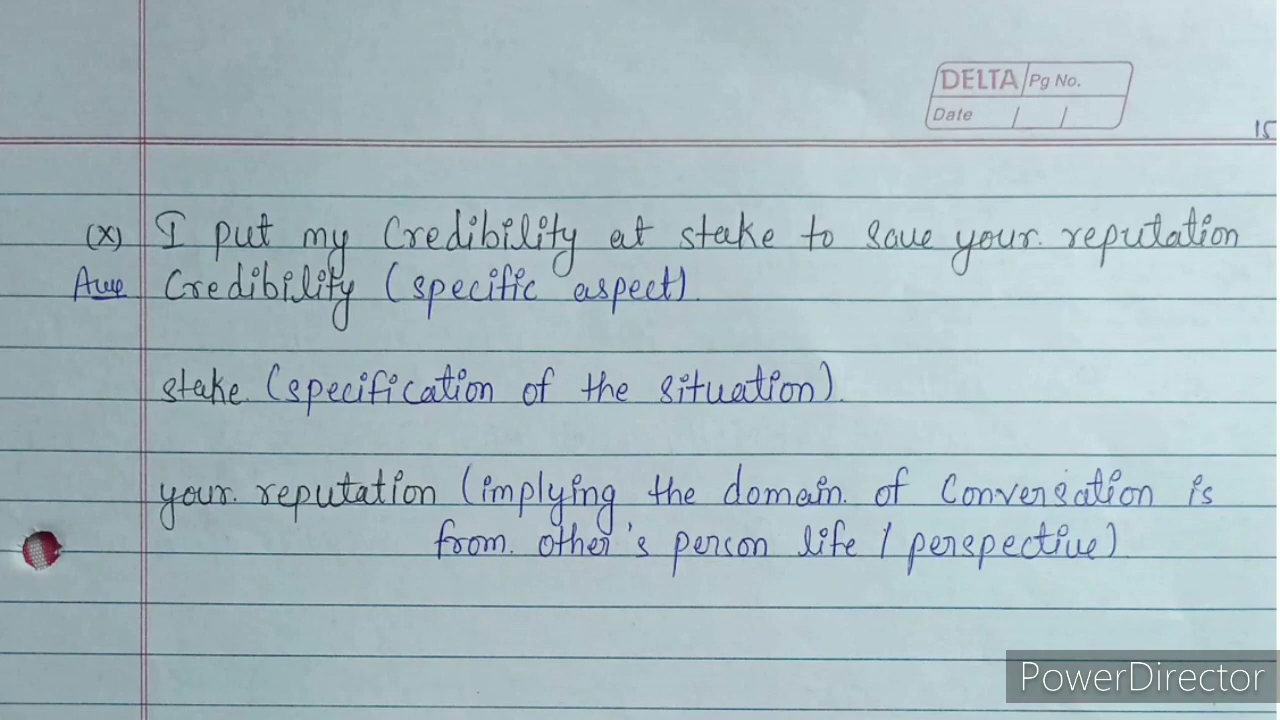 DELTA Pg No.
Date / /
15
(x) I put my Credibility at stake to save your reputation
Ans Credibility (specific aspect).
stake (specification of the situation).
your reputation (implying the domain of Conversation is
from other's person life / perspective)
PowerDirector